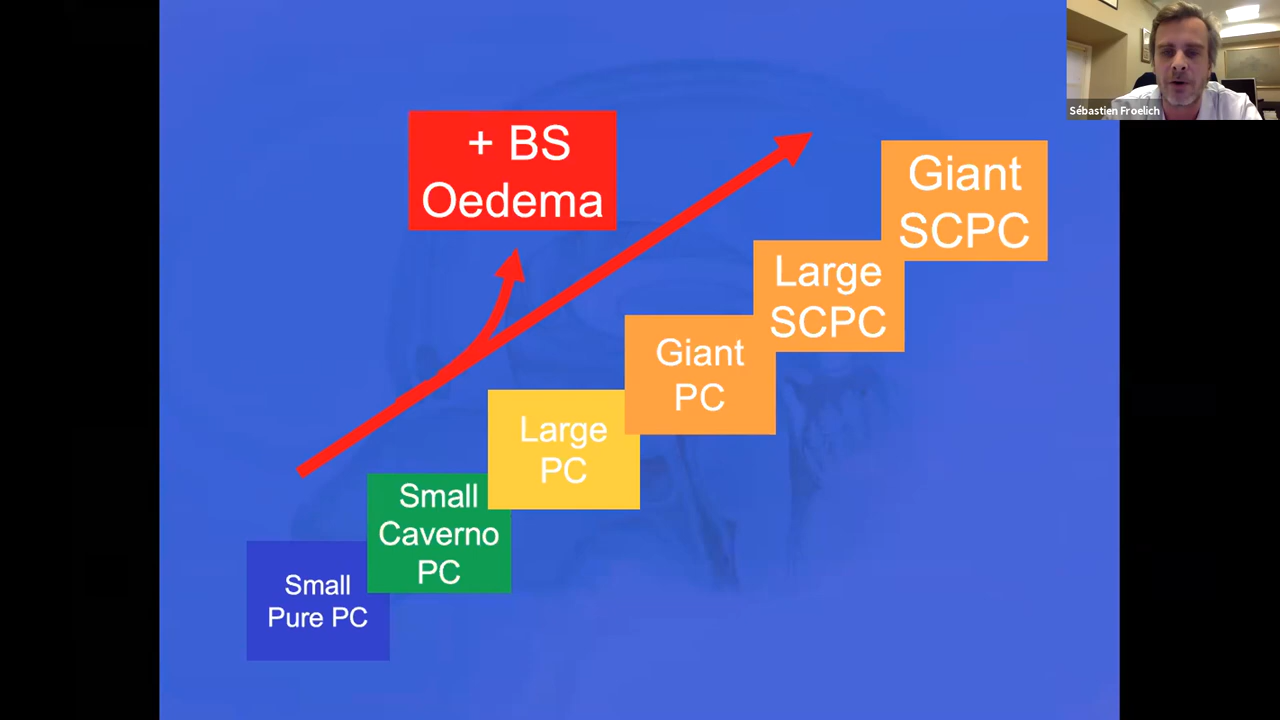 Sébastien Froelich
+ BS
Oedema
Giant
SCPC
Large
SCPC
Giant
PC
Large
PC
Small
Caverno
PC
Small
Pure PC